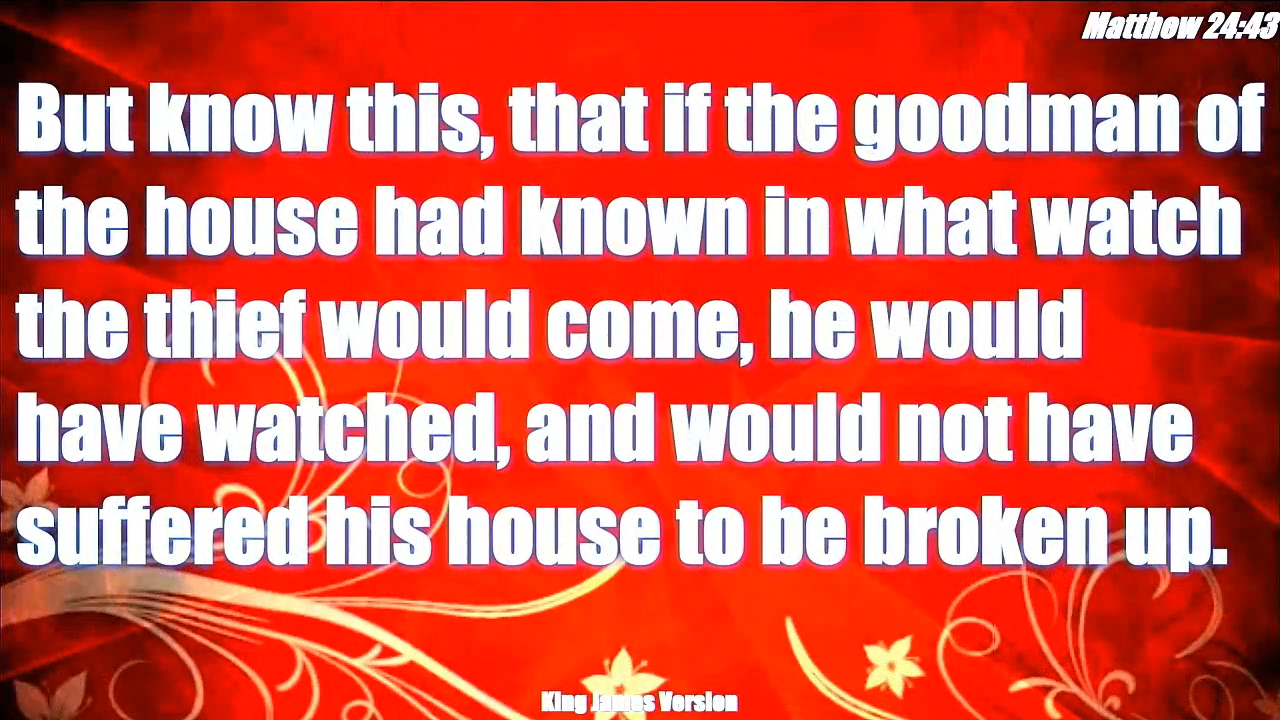 Matthew 24:43
But know this, that if the goodman of
the house had known in what watch
the thief would come, he would
have watched, and would not have
suffered his house to be broken up.
King James Version